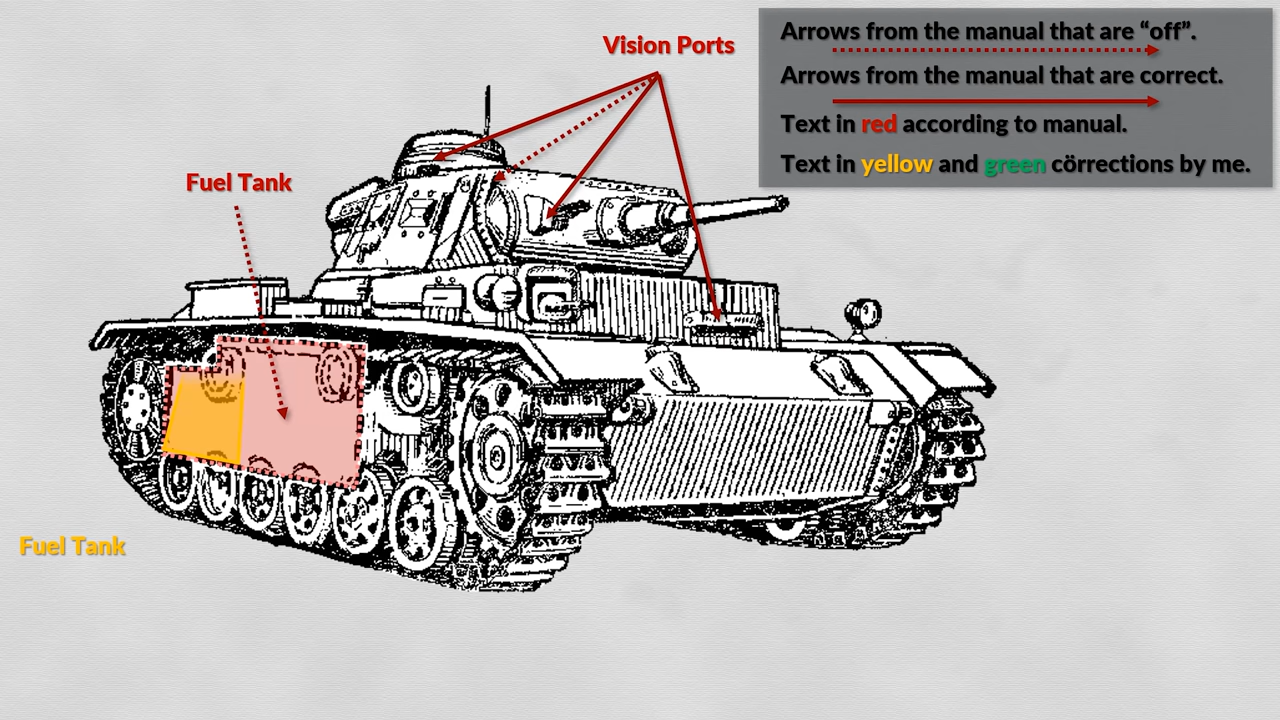 Arrows from the manual that are “off”.
Vision Ports
Arrows from the manual that are correct.
Text in red according to manual.
Text in yellow and green cörrections by me.
Fuel Tank
Fuel Tank